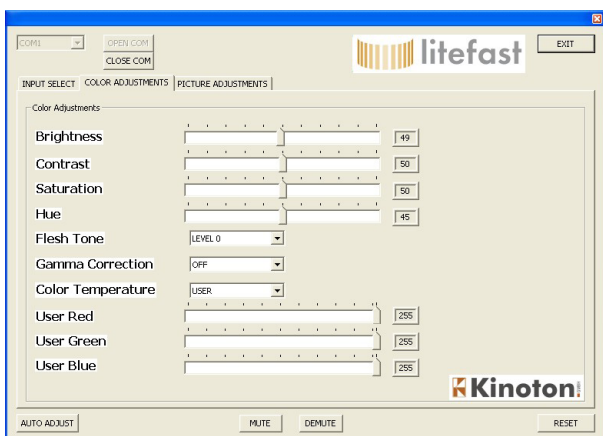 COM1
OPEN COM
CLOSE COM
litefast
EXIT
INPUT SELECT COLOR ADJUSTMENTS PICTURE ADJUSTMENTS
Color Adjustments
Brightness 49
Contrast 50
Saturation 50
Hue 45
Flesh Tone LEVEL 0
Gamma Correction OFF
Color Temperature USER
User Red 255
User Green 255
User Blue 255
Kinoton
AUTO ADJUST MUTE DEMUTE RESET